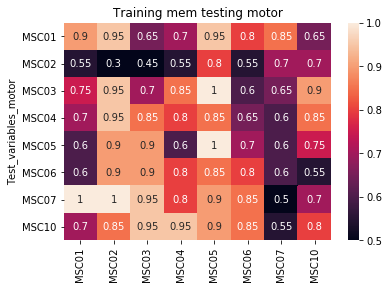 Training mem testing motor
Test_variables_motor
MSC01 0.9 0.95 0.65 0.7 0.95 0.8 0.85 0.65
MSC02 0.55 0.3 0.45 0.55 0.8 0.55 0.7 0.7
MSC03 0.75 0.95 0.7 0.85 1 0.6 0.65 0.9
MSC04 0.7 0.95 0.85 0.8 0.85 0.65 0.6 0.85
MSC05 0.6 0.9 0.9 0.6 1 0.7 0.6 0.75
MSC06 0.6 0.9 0.9 0.8 0.85 0.8 0.6 0.55
MSC07 1 1 0.95 0.8 0.9 0.85 0.5 0.7
MSC10 0.7 0.85 0.95 0.95 0.9 0.85 0.55 0.8
MSC01 MSC02 MSC03 MSC04 MSC05 MSC06 MSC07 MSC10
1.0
0.9
0.8
0.7
0.6
0.5